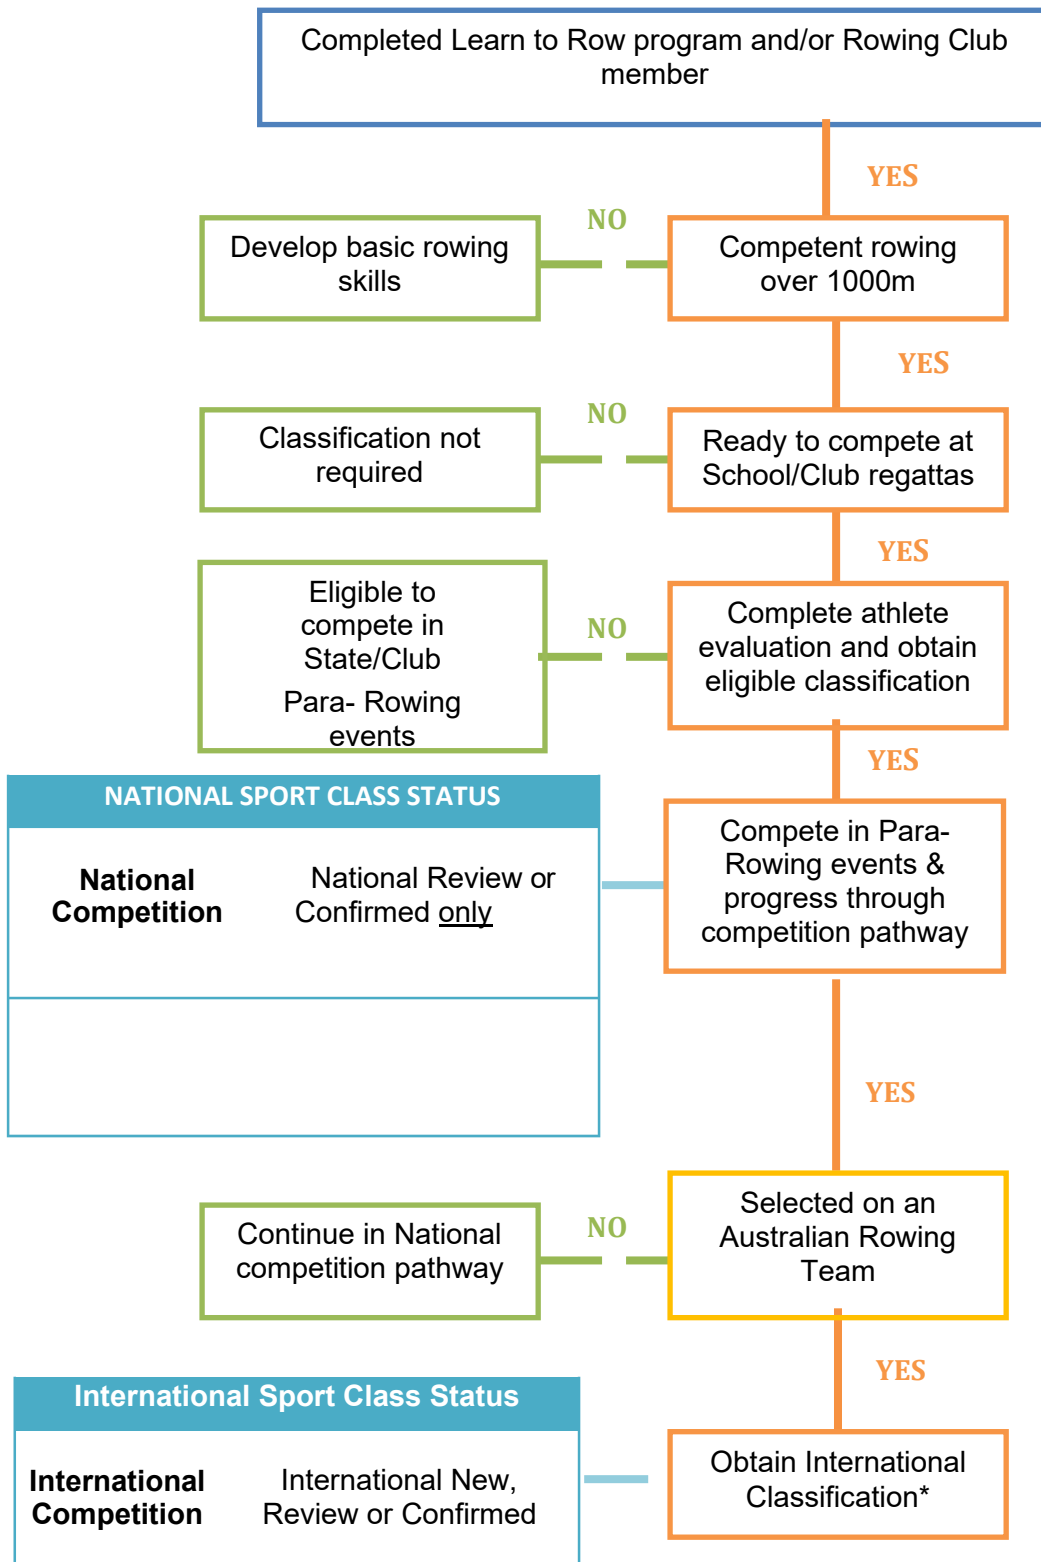 Completed Learn to Row program and/or Rowing Club
member
YES
NO
Develop basic rowing
skills
Competent rowing
over 1000m
YES
NO
Classification not
required
Ready to compete at
School/Club regattas
YES
Eligible to
compete in
State/Club
Para- Rowing
events
NO
Complete athlete
evaluation and obtain
eligible classification
YES
NATIONAL SPORT CLASS STATUS
National
Competition
National Review or
Confirmed only
Compete in Para-
Rowing events &
progress through
competition pathway
YES
Continue in National
competition pathway
NO
Selected on an
Australian Rowing
Team
YES
International Sport Class Status
International
Competition
International New,
Review or Confirmed
Obtain International
Classification*